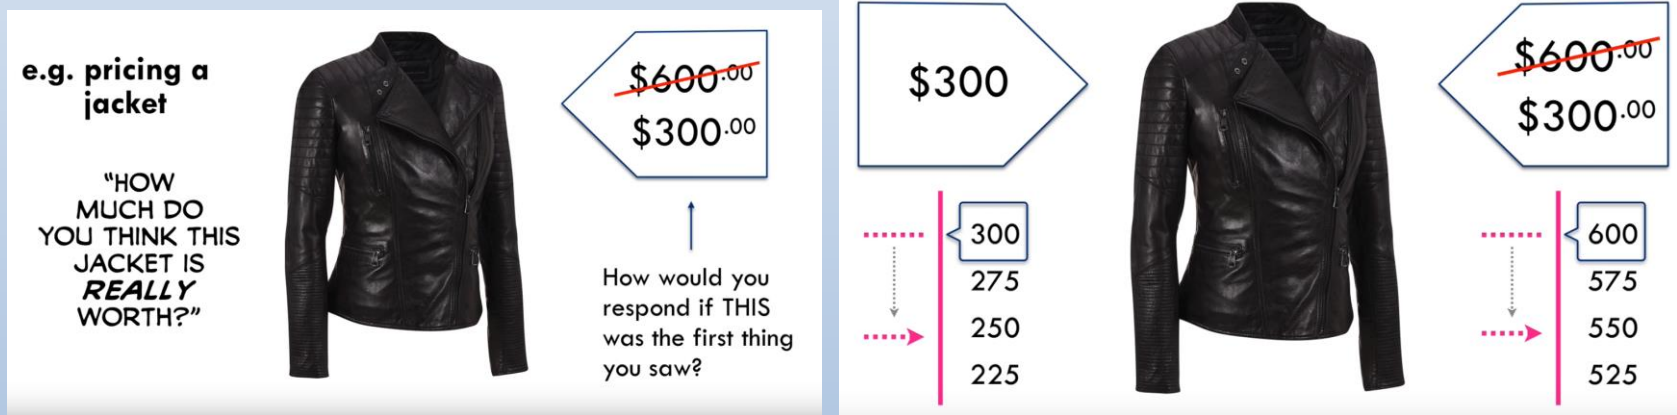 e.g. pricing a
jacket
"HOW
MUCH DO
YOU THINK THIS
JACKET IS
REALLY
WORTH?"
$600.00
$300.00
How would you
respond if THIS
was the first thing
you saw?
$300
300
275
250
225
$600.00
$300.00
600
575
550
525